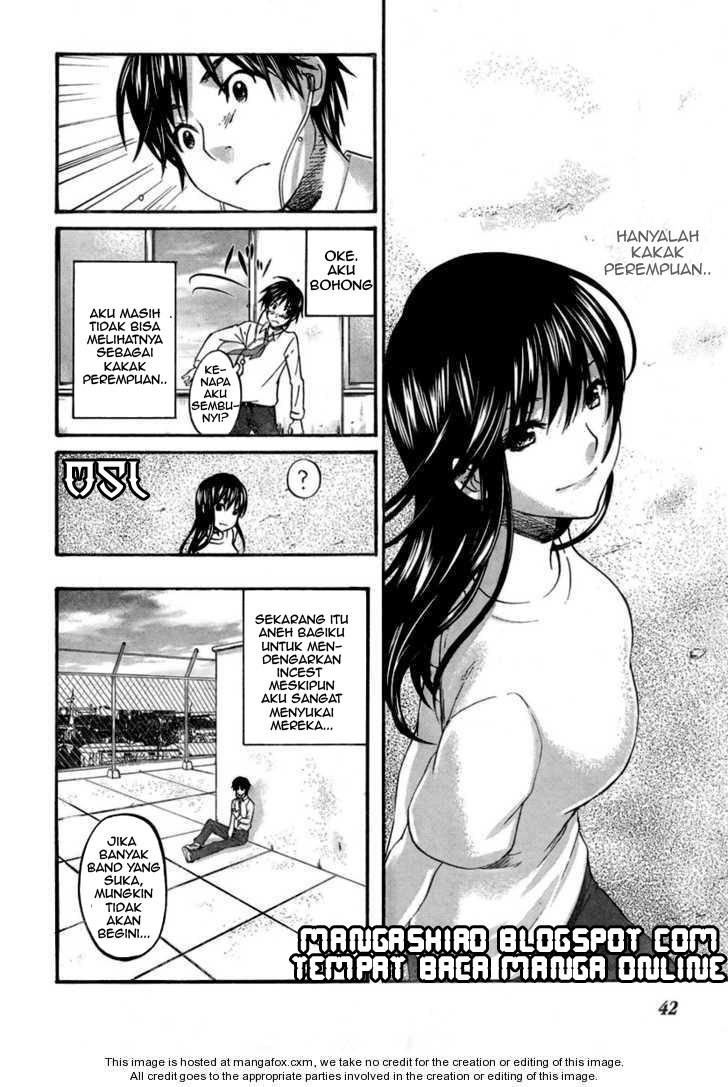 HANYALAH
KAKAK
PEREMPUAN..
OKE.
AKU
BOHONG
AKU MASIH
TIDAK BISA
MELIHATNYA
SEBAGAI
KAKAK
PEREMPUAN..
KE-
NAPA
AKU
SEMBU-
NYI?
USI
?
SEKARANG ITU
ANEH BAGIKU
UNTUK MEN-
DENGARKAN
INCEST
MESKIPUN
AKU SANGAT
MENYUKAI
MEREKA...
JIKA
BANYAK
BAND YANG
SUKA,
MUNGKIN
TIDAK
AKAN
BEGINI...
MANGASHIRO BLOGSPOT COM
TEMPAT BACA MANGA ONLINE
42
This image is hosted at mangafox.cxm, we take no credit for the creation or editing of this image.
All credit goes to the appropriate parties involved in creation or editing of this image.